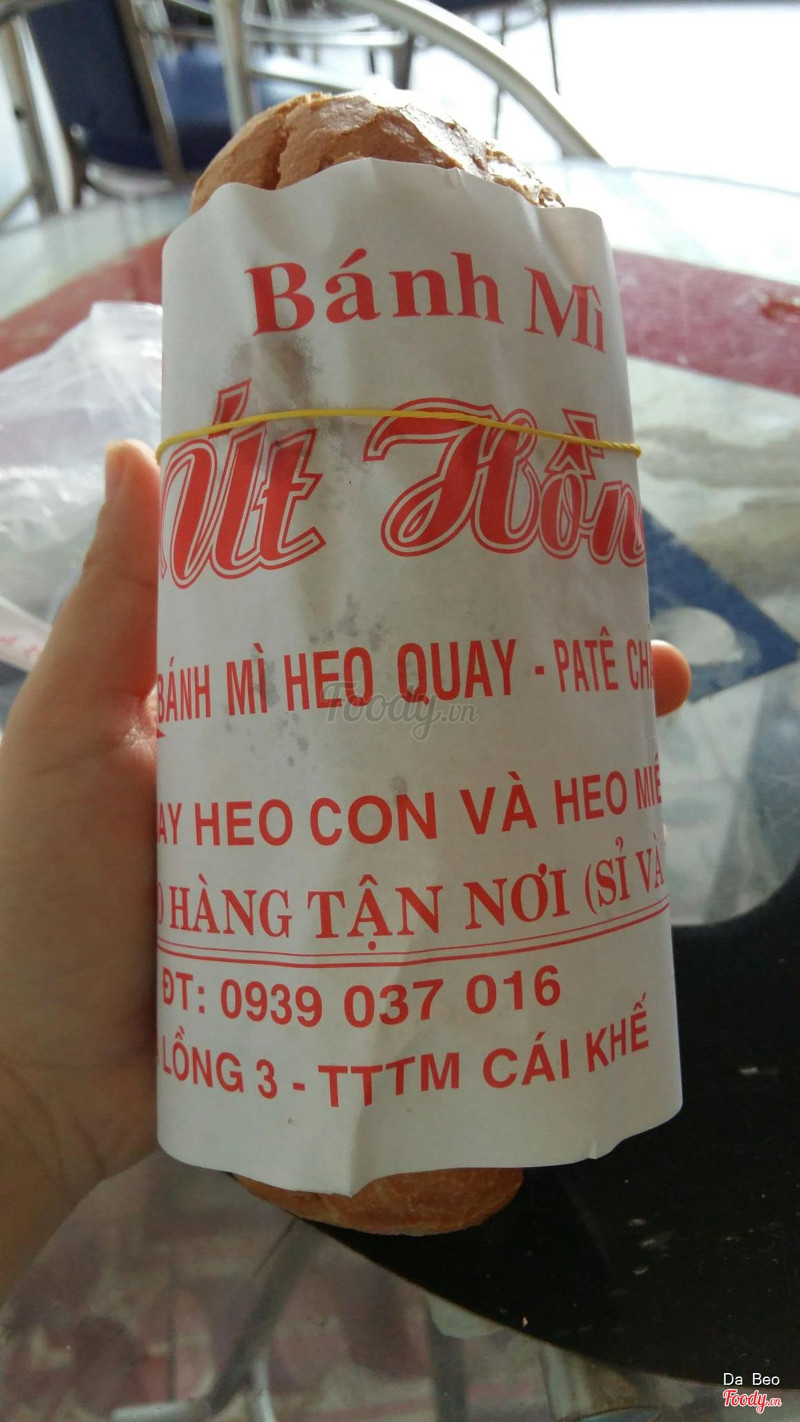 Bánh Mì
Út Hồn
BÁNH MÌ HEO QUAY - PATÊ CH
Foody.vn
AY HEO CON VÀ HEO MIẾ
HÀNG TẬN NƠI (SỈ VÀ
ĐT: 0939 037 016
LỒNG 3 - TTTM CÁI KHẾ
Da Beo
Foody.vn